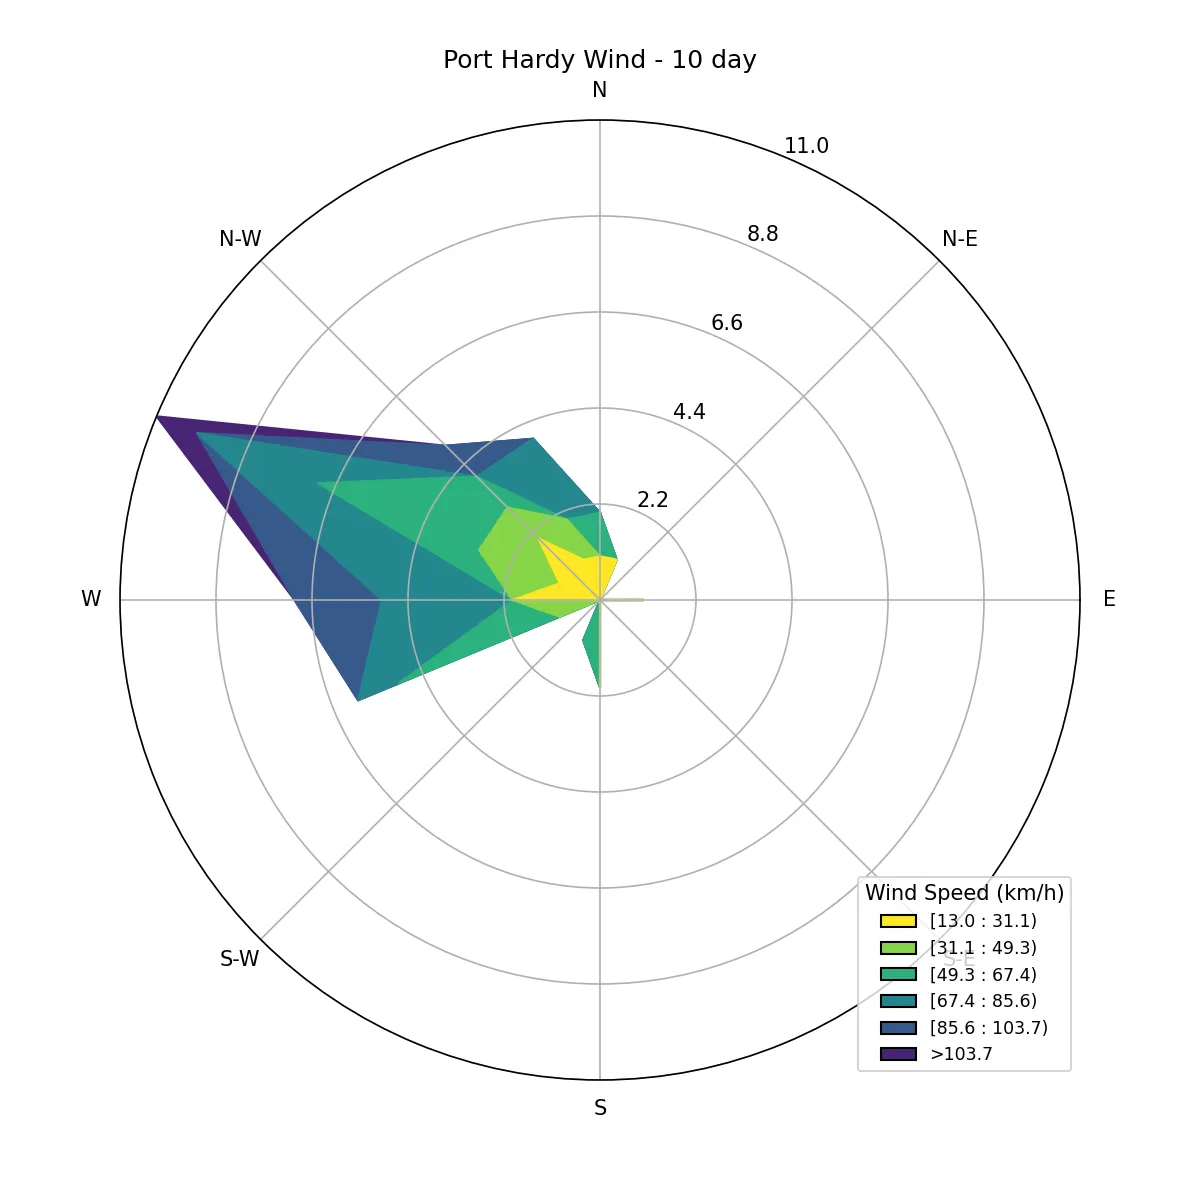 Port Hardy Wind - 10 day
N
11.0
N-W
8.8
N-E
6.6
4.4
2.2
W
E
S-W
S-E
S
Wind Speed (km/h)
[13.0 : 31.1)
[31.1 : 49.3)
[49.3 : 67.4)
[67.4 : 85.6)
[85.6 : 103.7)
>103.7